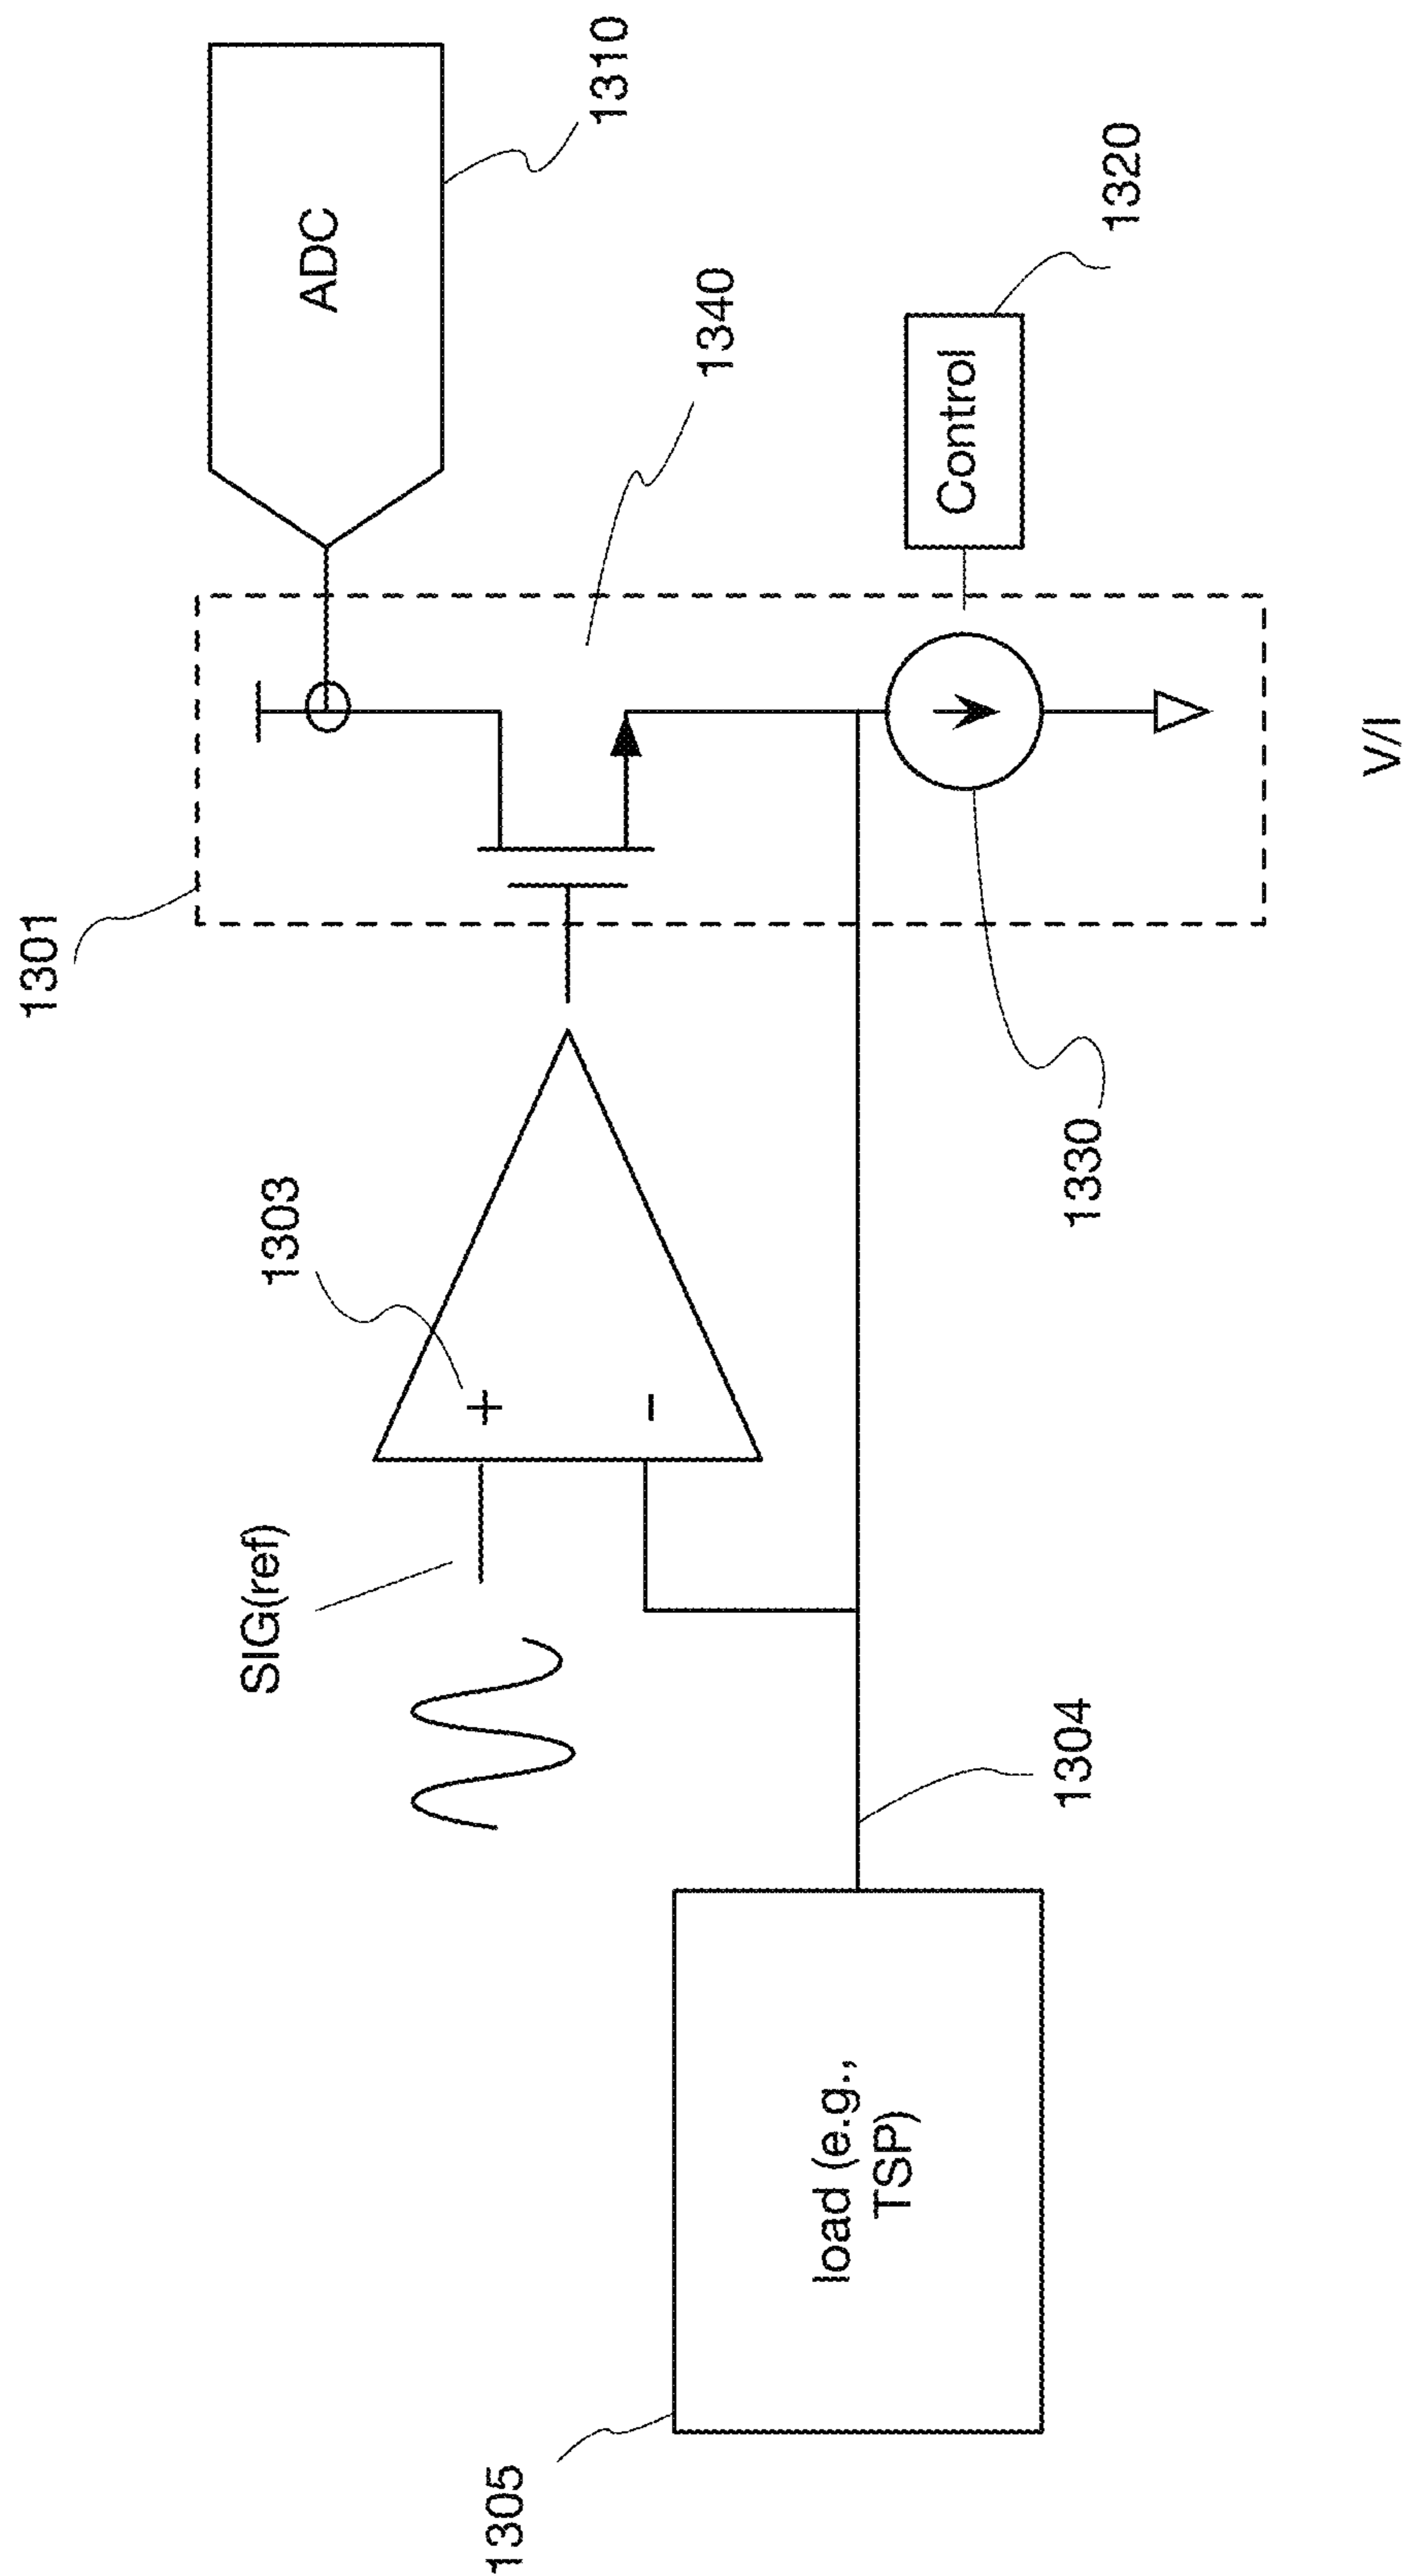 1301
ADC
1310
1340
1303
SIG(ref)
+
-
Control
1320
1330
1304
1305
load (e.g.,
TSP)
V/I